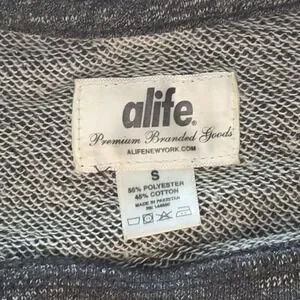 alife®
Premium Branded Goods
ALIFENEWYORK.COM
S
55% POLYESTER
45% COTTON
MADE IN PAKISTAN